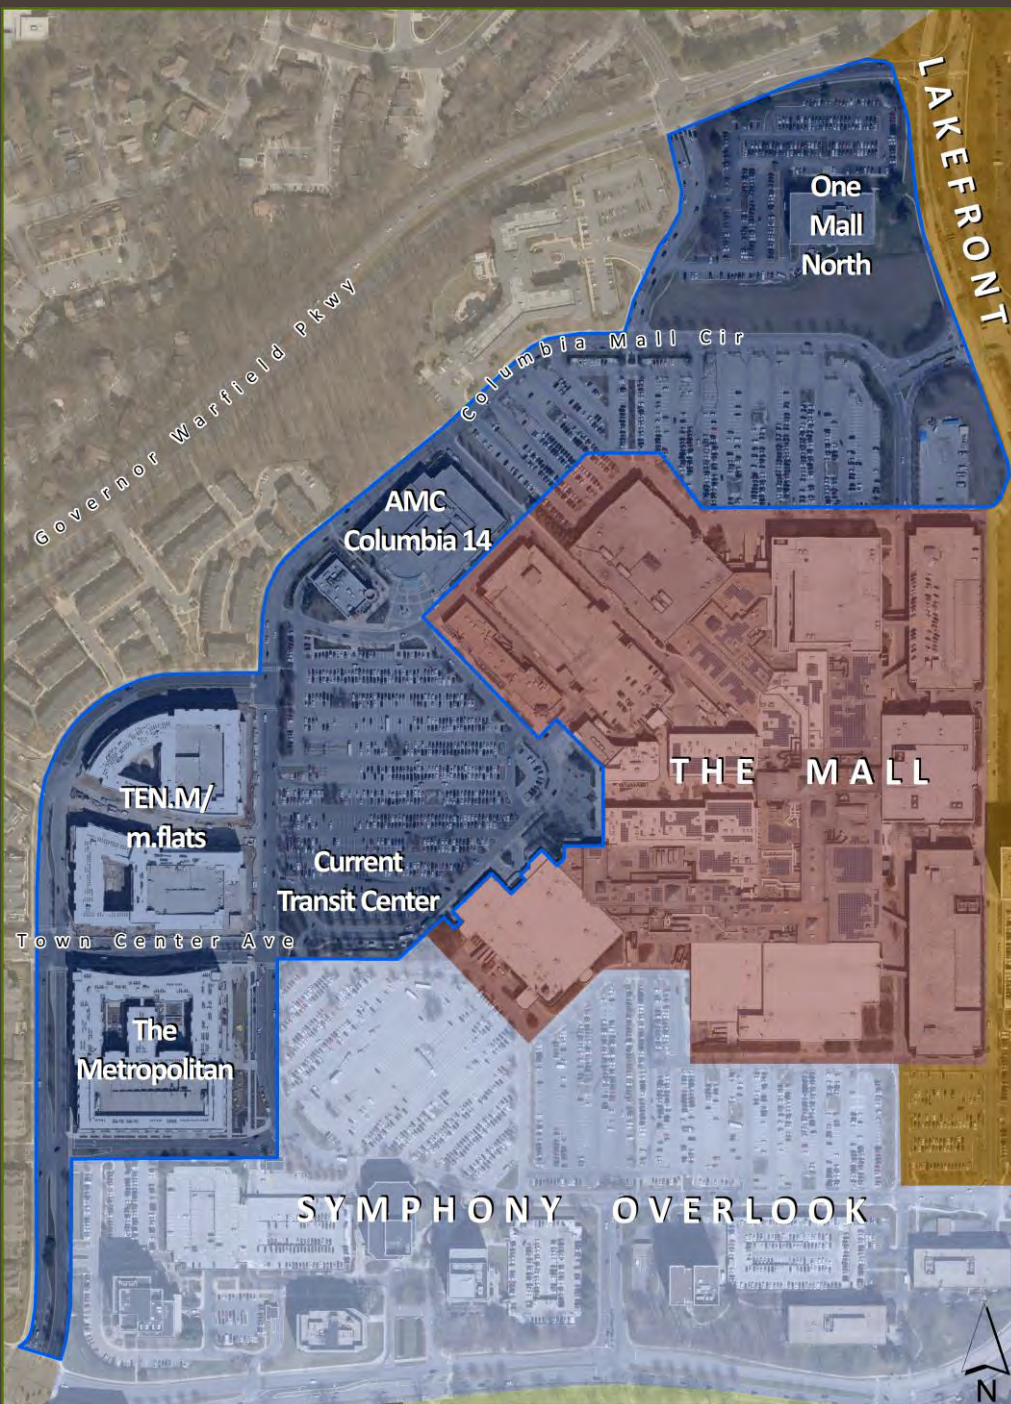 LAKEFRONT
One
Mall
North
Columbia Mall Cir
Governor Warfield Pkwy
AMC
Columbia 14
THE MALL
TEN.M/
m.flats
Current
Transit Center
Town Center Ave
The
Metropolitan
SYMPHONY OVERLOOK
N